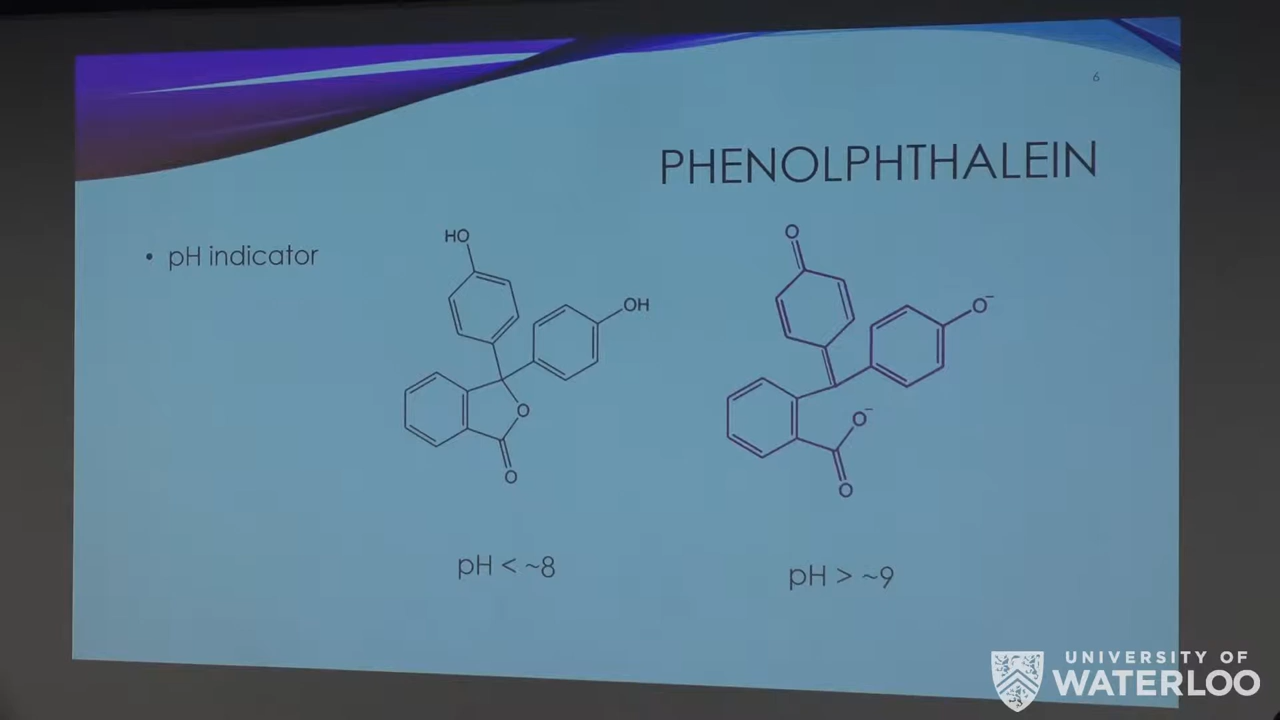 6
PHENOLPHTHALEIN
• pH indicator
HO
OH
O
O
O
O⁻
O⁻
O
pH < ~8
pH > ~9
UNIVERSITY OF
WATERLOO